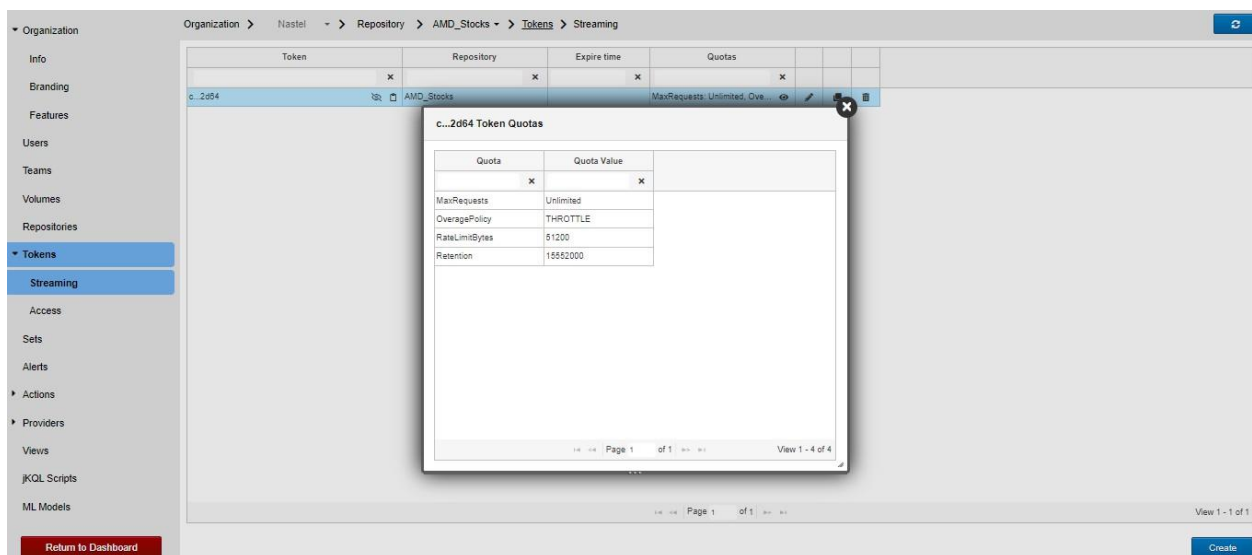 Organization
Info
Branding
Features
Users
Teams
Volumes
Repositories
Tokens
Streaming
Access
Sets
Alerts
Actions
Providers
Views
jKQL Scripts
ML Models
Return to Dashboard
Organization > Nastel > Repository > AMD_Stocks > Tokens > Streaming
Token Repository Expire time Quotas
c...2d64 AMD_Stocks MaxRequests: Unlimited, Ove...
c...2d64 Token Quotas
Quota Quota Value
MaxRequests Unlimited
OveragePolicy THROTTLE
RateLimitBytes 51200
Retention 15552000
Page 1 of 1 View 1 - 4 of 4
Page 1 of 1 View 1 - 1 of 1
Create